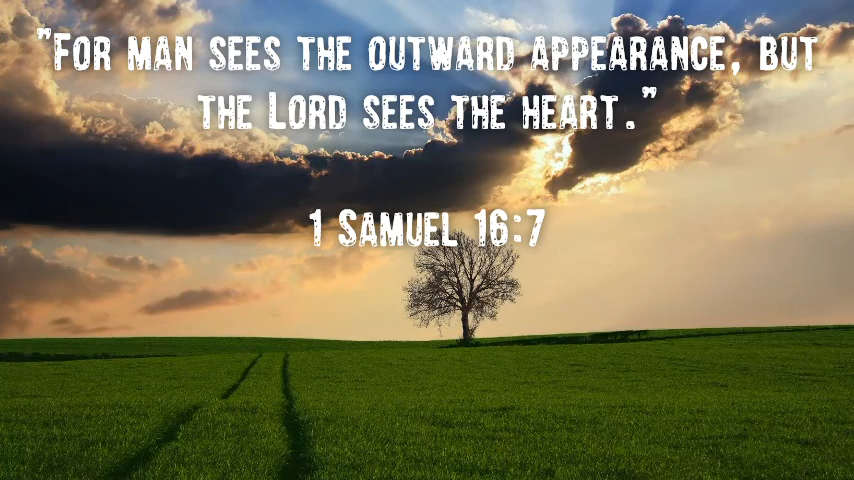 "For man sees the outward appearance, but
the Lord sees the heart."
1 Samuel 16:7